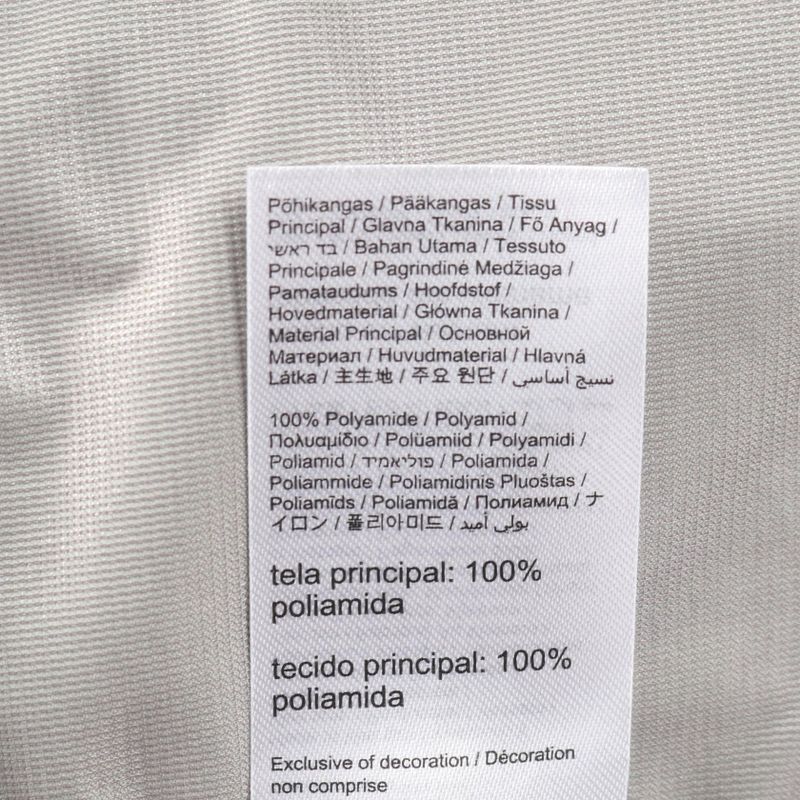 Põhikangas / Pääkangas / Tissu
Principal / Glavna Tkanina / Fő Anyag /
בד ראשי / Bahan Utama / Tessuto
Principale / Pagrindinė Medžiaga /
Pamataudums / Hoofdstof /
Hovedmaterial / Główna Tkanina /
Material Principal / Основной
Материал / Huvudmaterial / Hlavná
Látka / 主生地 / 주요 원단 / نسيج أساسي
100% Polyamide / Polyamid /
Πολυαμίδιο / Polüamiid / Polyamidi /
Poliamid / פוליאמיד / Poliamida /
Poliammide / Poliamidinis Pluoštas /
Poliamīds / Poliamidă / Полиамид / ナ
イロン / 폴리아미드 / بولي أميد
tela principal: 100%
poliamida
tecido principal: 100%
poliamida
Exclusive of decoration / Décoration
non comprise